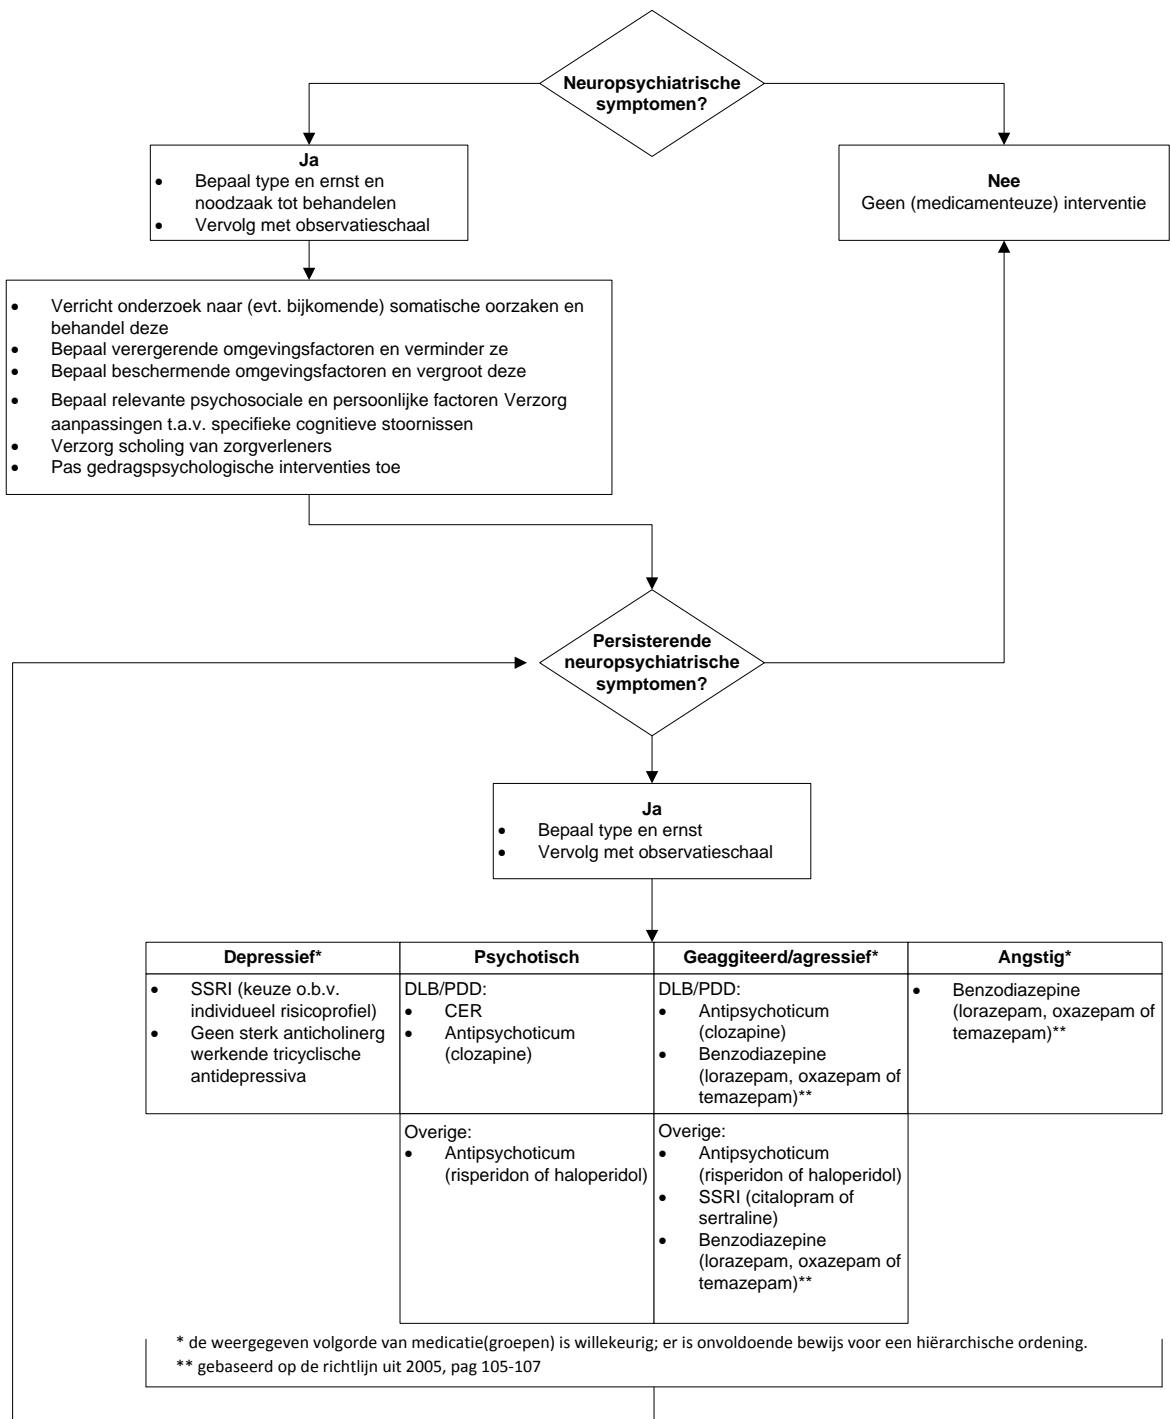 Neuropsychiatrische
symptomen?
Ja
• Bepaal type en ernst en
noodzaak tot behandelen
• Vervolg met observatieschaal
Nee
Geen (medicamenteuze) interventie
• Verricht onderzoek naar (evt. bijkomende) somatische oorzaken en
behandel deze
• Bepaal verergerende omgevingsfactoren en verminder ze
• Bepaal beschermende omgevingsfactoren en vergroot deze
• Bepaal relevante psychosociale en persoonlijke factoren Verzorg
aanpassingen t.a.v. specifieke cognitieve stoornissen
• Verzorg scholing van zorgverleners
• Pas gedragspsychologische interventies toe
Persisterende
neuropsychiatrische
symptomen?
Ja
• Bepaal type en ernst
• Vervolg met observatieschaal
Depressief*
• SSRI (keuze o.b.v.
individueel risicoprofiel)
• Geen sterk anticholinerg
werkende tricyclische
antidepressiva
Psychotisch
DLB/PDD:
• CER
• Antipsychoticum
(clozapine)
Overige:
• Antipsychoticum
(risperidon of haloperidol)
Geaggiteerd/agressief*
DLB/PDD:
• Antipsychoticum
(clozapine)
• Benzodiazepine
(lorazepam, oxazepam of
temazepam)**
Overige:
• Antipsychoticum
(risperidon of haloperidol)
• SSRI (citalopram of
sertraline)
• Benzodiazepine
(lorazepam, oxazepam of
temazepam)**
Angstig*
• Benzodiazepine
(lorazepam, oxazepam of
temazepam)**
* de weergegeven volgorde van medicatie(groepen) is willekeurig; er is onvoldoende bewijs voor een hiërarchische ordening.
** gebaseerd op de richtlijn uit 2005, pag 105-107